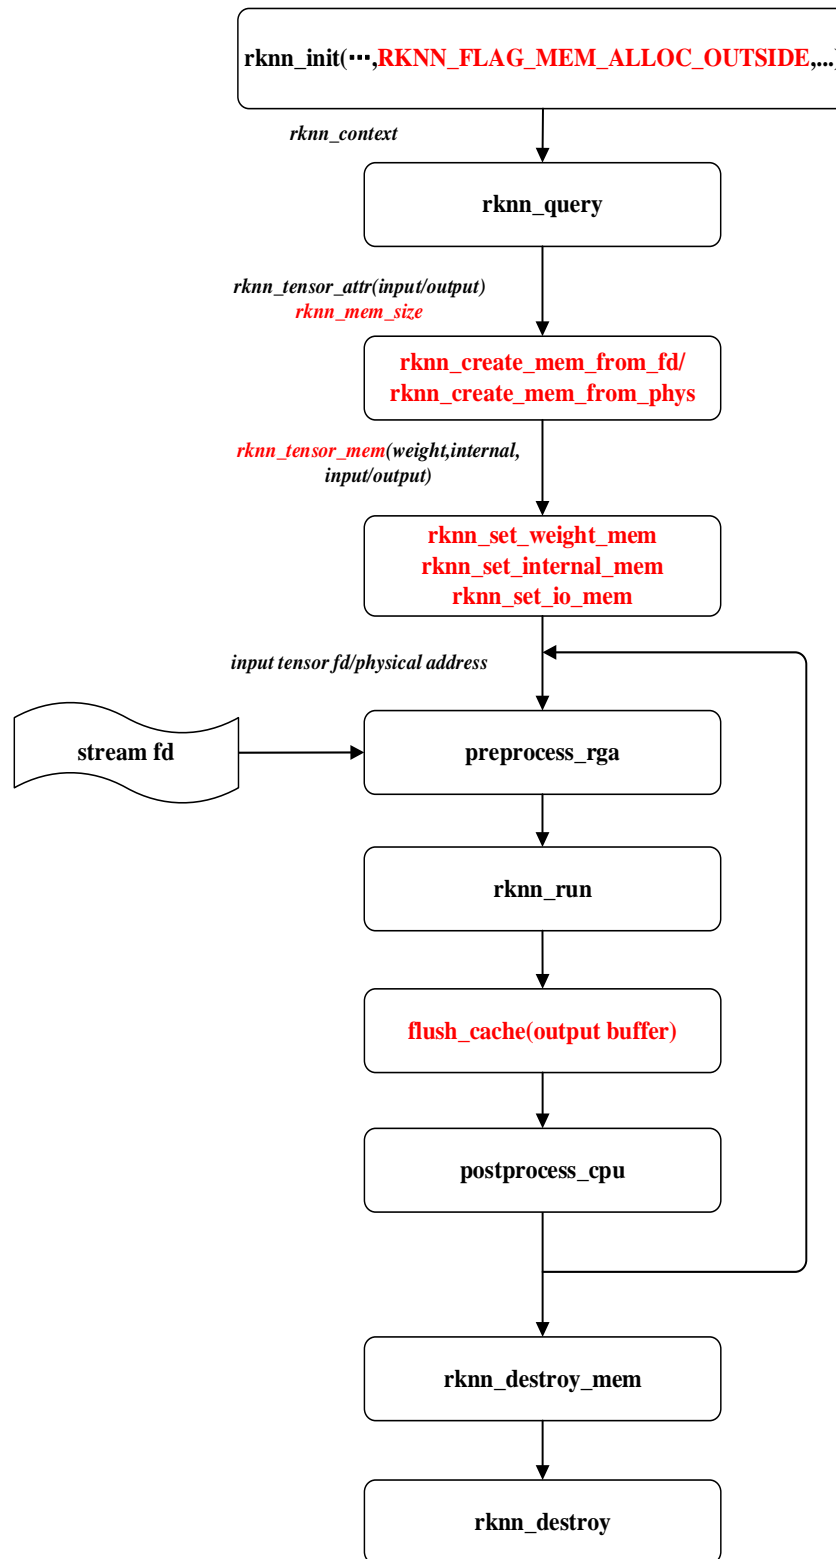 rknn_init(⋯,RKNN_FLAG_MEM_ALLOC_OUTSIDE,...)
rknn_context
rknn_query
rknn_tensor_attr(input/output)
rknn_mem_size
rknn_create_mem_from_fd/
rknn_create_mem_from_phys
rknn_tensor_mem(weight,internal,
input/output)
rknn_set_weight_mem
rknn_set_internal_mem
rknn_set_io_mem
input tensor fd/physical address
stream fd
preprocess_rga
rknn_run
flush_cache(output buffer)
postprocess_cpu
rknn_destroy_mem
rknn_destroy